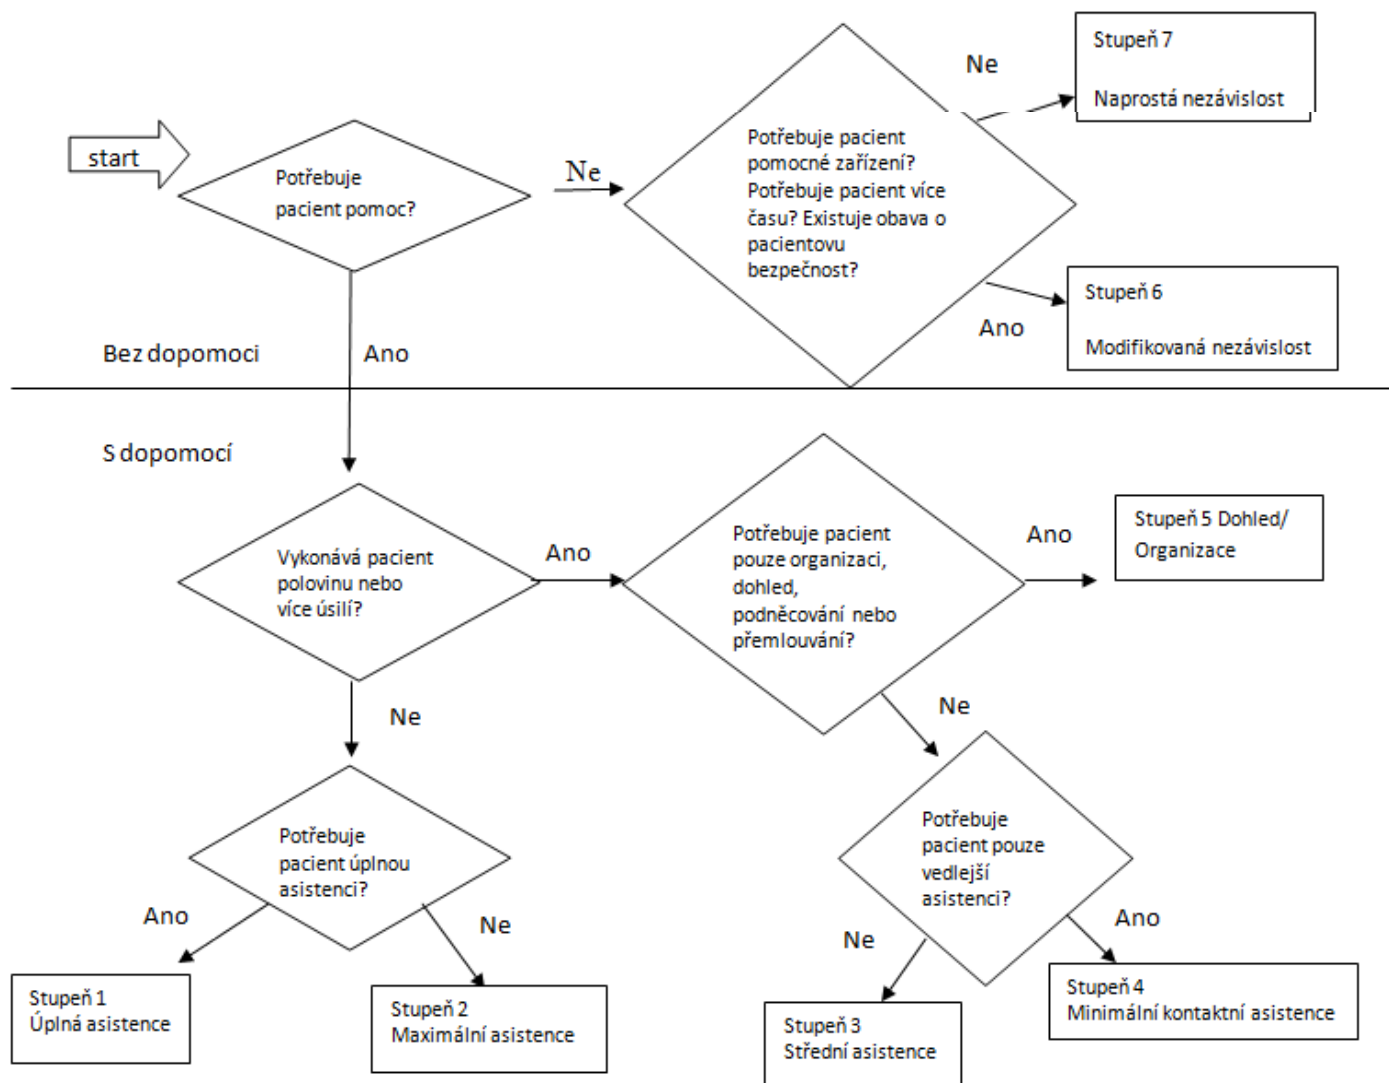 start
Potřebuje
pacient pomoc?
Ne
Potřebuje pacient
pomocné zařízení?
Potřebuje pacient více
času? Existuje obava o
pacientovu
bezpečnost?
Ne
Stupeň 7
Naprostá nezávislost
Ano
Stupeň 6
Modifikovaná nezávislost
Bez dopomoci
Ano
S dopomocí
Vykonává pacient
polovinu nebo
více úsilí?
Ano
Potřebuje pacient
pouze organizaci,
dohled,
podněcování nebo
přemlouvání?
Ano
Stupeň 5 Dohled/
Organizace
Ne
Ne
Potřebuje
pacient úplnou
asistenci?
Potřebuje
pacient pouze
vedlejší
asistenci?
Ano
Ne
Ne
Ano
Stupeň 1
Úplná asistence
Stupeň 2
Maximální asistence
Stupeň 3
Střední asistence
Stupeň 4
Minimální kontaktní asistence